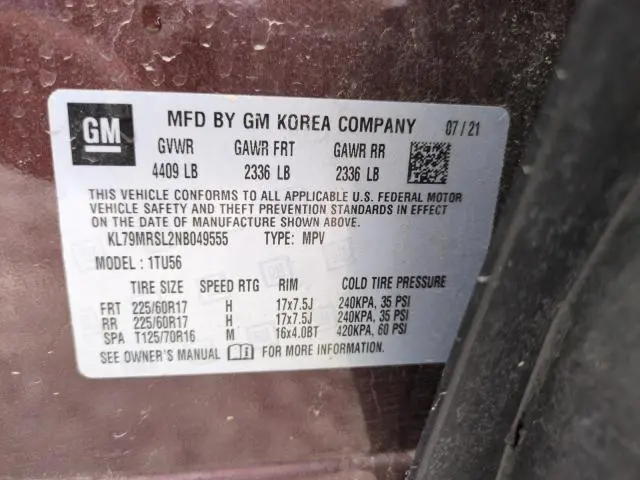 GM MFD BY GM KOREA COMPANY 07/21
GVWR GAWR FRT GAWR RR
4409 LB 2336 LB 2336 LB
THIS VEHICLE CONFORMS TO ALL APPLICABLE U.S. FEDERAL MOTOR
VEHICLE SAFETY AND THEFT PREVENTION STANDARDS IN EFFECT
ON THE DATE OF MANUFACTURE SHOWN ABOVE.
KL79MRSL2NB049555 TYPE: MPV
MODEL : 1TU56
TIRE SIZE SPEED RTG RIM COLD TIRE PRESSURE
FRT 225/60R17 H 17x7.5J 240KPA, 35 PSI
RR 225/60R17 H 17x7.5J 240KPA, 35 PSI
SPA T125/70R16 M 16x4.0BT 420KPA, 60 PSI
SEE OWNER'S MANUAL FOR MORE INFORMATION.